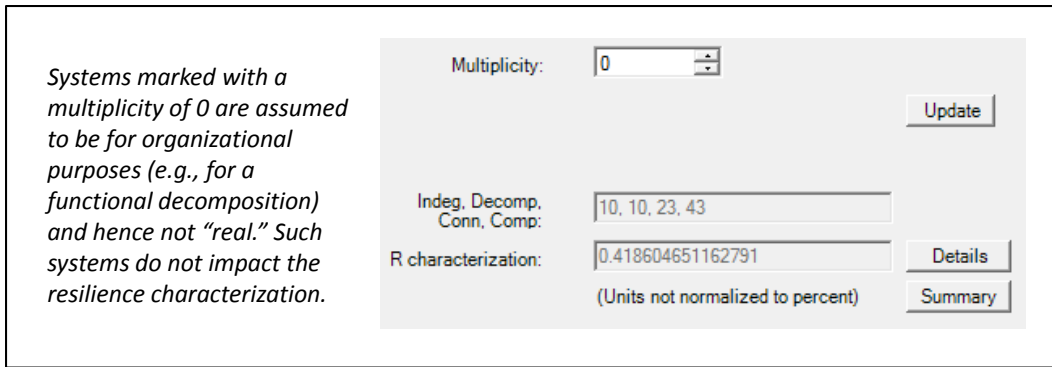 Systems marked with a
multiplicity of 0 are assumed
to be for organizational
purposes (e.g., for a
functional decomposition)
and hence not “real.” Such
systems do not impact the
resilience characterization.
Multiplicity:
0
Update
Indeg, Decomp,
Conn, Comp:
10, 10, 23, 43
R characterization:
0.418604651162791
Details
(Units not normalized to percent)
Summary